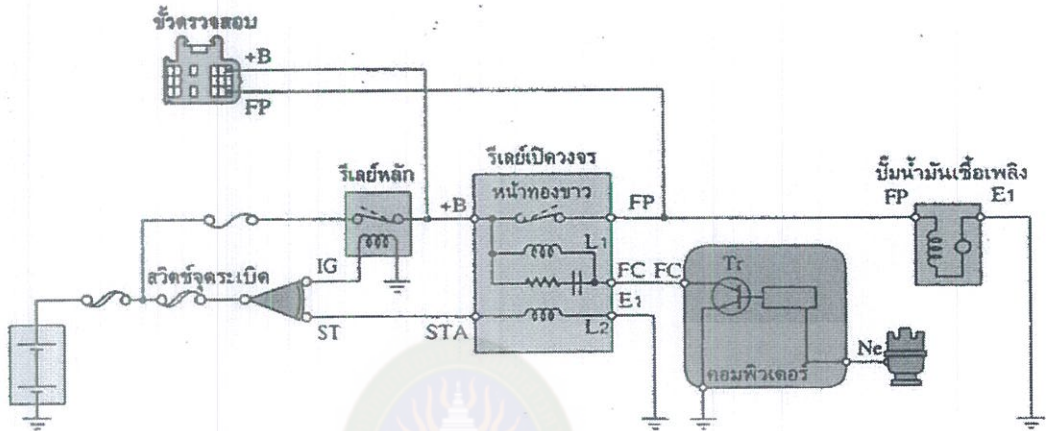 ขั้วตรวจสอบ
+B
FP
รีเลย์หลัก
รีเลย์เปิดวงจร
หน้าทองขาว
ปั๊มน้ำมันเชื้อเพลิง
+B
FP
FP
E1
L1
สวิตช์จุดระเบิด
IG
FC
FC
Tr
E1
ST
STA
L2
Ne
คอมพิวเตอร์